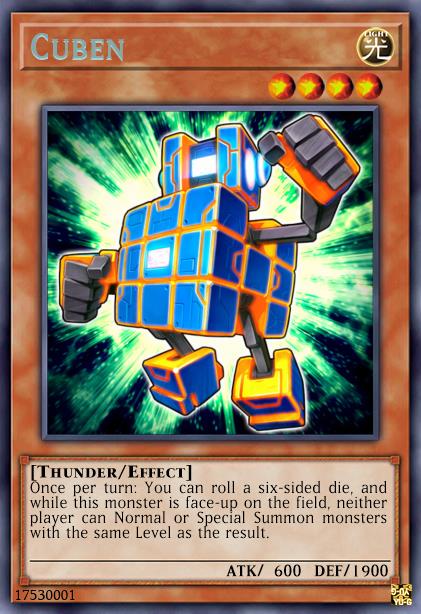 CUBEN
LIGHT
光
[THUNDER/EFFECT]
Once per turn: You can roll a six-sided die, and
while this monster is face-up on the field, neither
player can Normal or Special Summon monsters
with the same Level as the result.
ATK/ 600 DEF/1900
17530001